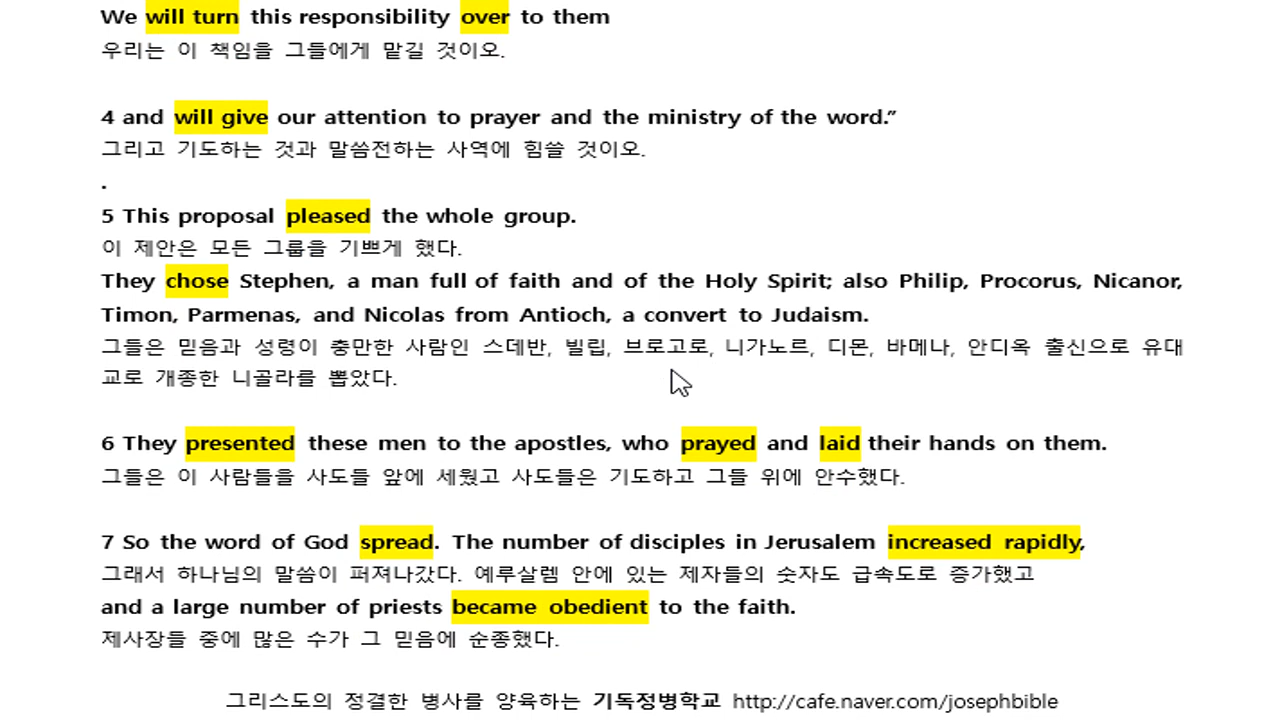 We will turn this responsibility over to them
우리는 이 책임을 그들에게 맡길 것이오.
4 and will give our attention to prayer and the ministry of the word.”
그리고 기도하는 것과 말씀전하는 사역에 힘쓸 것이오.
.
5 This proposal pleased the whole group.
이 제안은 모든 그룹을 기쁘게 했다.
They chose Stephen, a man full of faith and of the Holy Spirit; also Philip, Procorus, Nicanor,
Timon, Parmenas, and Nicolas from Antioch, a convert to Judaism.
그들은 믿음과 성령이 충만한 사람인 스데반, 빌립, 브로고로, 니가노르, 디몬, 바메나, 안디옥 출신으로 유대
교로 개종한 니골라를 뽑았다.
6 They presented these men to the apostles, who prayed and laid their hands on them.
그들은 이 사람들을 사도들 앞에 세웠고 사도들은 기도하고 그들 위에 안수했다.
7 So the word of God spread. The number of disciples in Jerusalem increased rapidly,
그래서 하나님의 말씀이 퍼져나갔다. 예루살렘 안에 있는 제자들의 숫자도 급속도로 증가했고
and a large number of priests became obedient to the faith.
제사장들 중에 많은 수가 그 믿음에 순종했다.
그리스도의 정결한 병사를 양육하는 기독정병학교 http://cafe.naver.com/josephbible